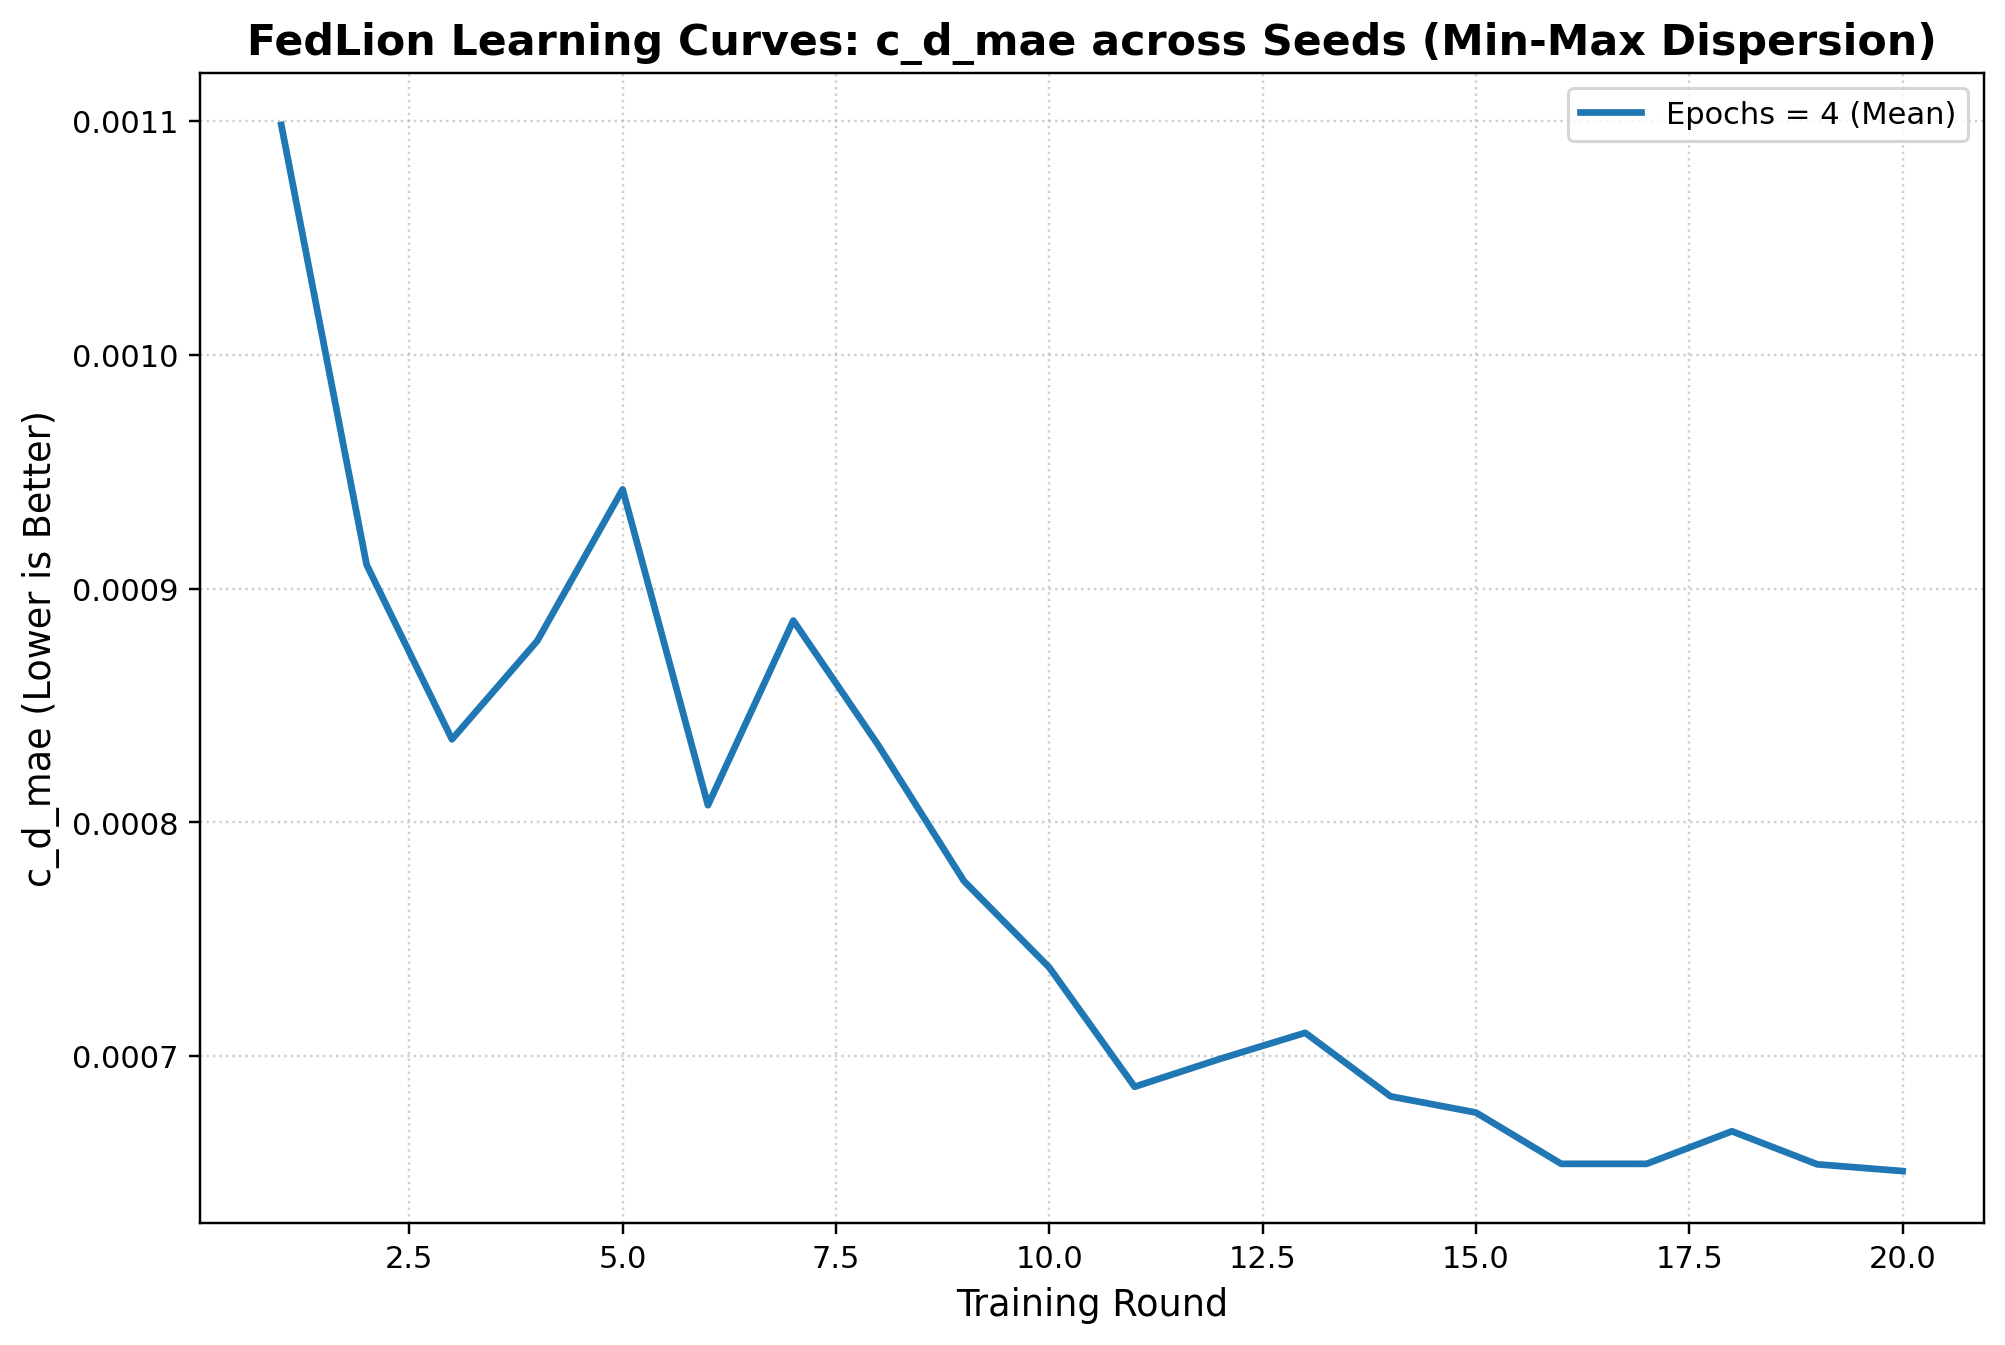 FedLion Learning Curves: c_d_mae across Seeds (Min-Max Dispersion)
Epochs = 4 (Mean)
c_d_mae (Lower is Better)
0.0011
0.0010
0.0009
0.0008
0.0007
2.5 5.0 7.5 10.0 12.5 15.0 17.5 20.0
Training Round